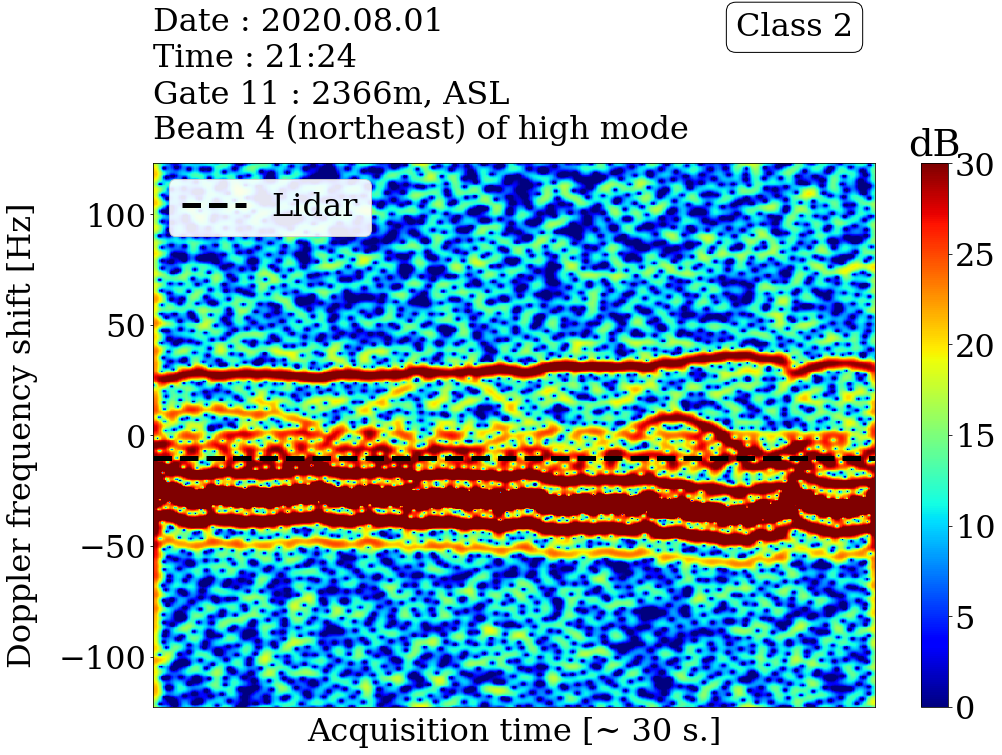 Date : 2020.08.01
Class 2
Time : 21:24
Gate 11 : 2366m, ASL
Beam 4 (northeast) of high mode
dB
Lidar
Doppler frequency shift [Hz]
100
50
0
−50
−100
30
25
20
15
10
5
0
Acquisition time [~ 30 s.]